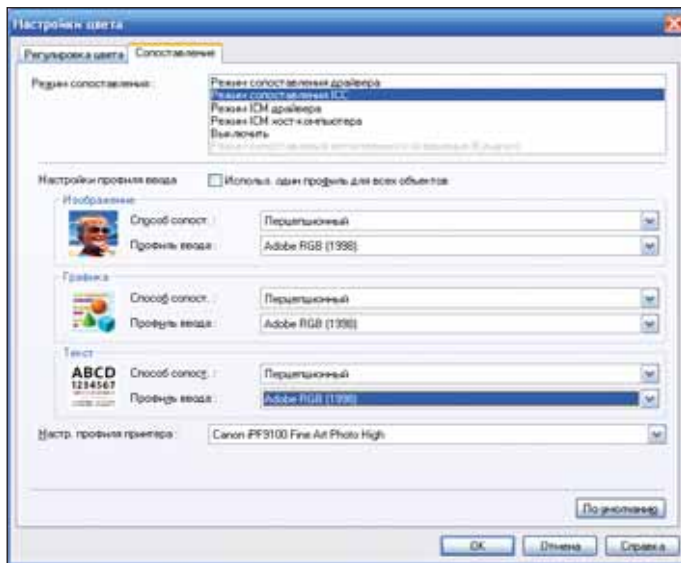 Настройки цвета
Регулировка цвета Сопоставление
Режим сопоставления :
Режим сопоставления драйвера
Режим сопоставления ICC
Режим ICM драйвера
Режим ICM хост-компьютера
Выключить
Настройки профиля ввода Использ. один профиль для всех объектов
Изображение
Способ сопост. : Перцепционный
Профиль ввода : Adobe RGB (1998)
Графика
Способ сопост. : Перцепционный
Профиль ввода : Adobe RGB (1998)
Текст
ABCD
1234567
Способ сопост. : Перцепционный
Профиль ввода : Adobe RGB (1998)
Настр. профиля принтера : Canon iPF9100 Fine Art Photo High
По умолчанию
OK Отмена Справка